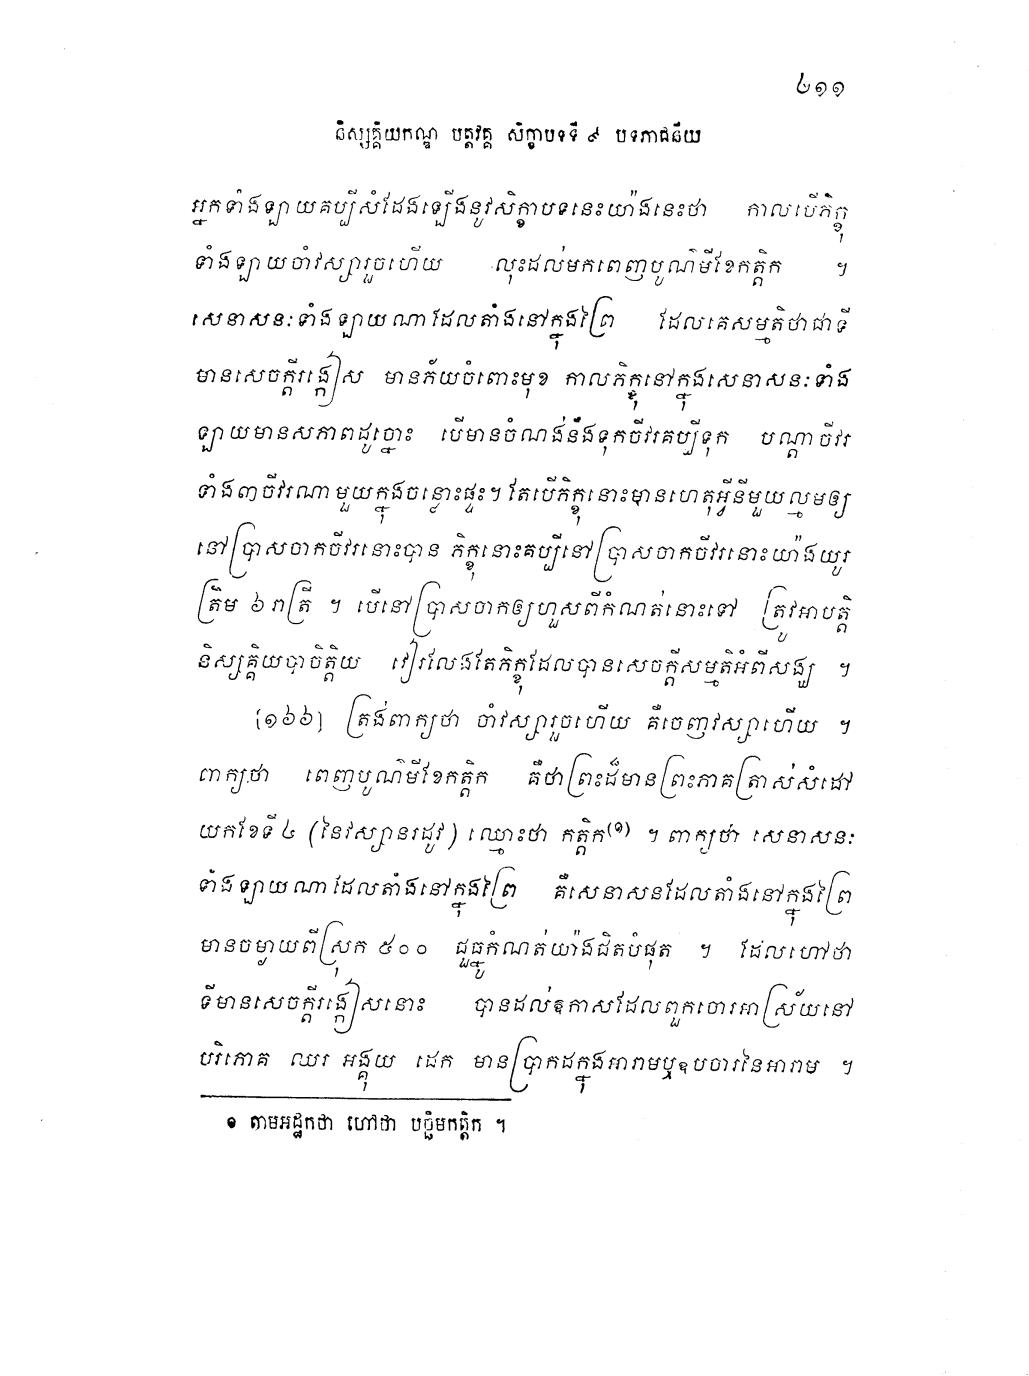 ៤១១
និស្សគ្គិយកណ្ឌ បត្តវគ្គ សិក្ខាបទទី ៩ បទភាជនីយ
អ្នកទាំងឡាយគប្បីសំដែងឡើងនូវសិក្ខាបទនេះយ៉ាងនេះថា កាលបើភិក្ខុ
ទាំងឡាយចាំវស្សារួចហើយ លុះដល់មកពេញបូណ៌មីខែកត្តិក ។
សេនាសនៈទាំងឡាយណាដែលតាំងនៅក្នុងព្រៃ ដែលគេសម្មតិថាជាទី
មានសេចក្តីរង្កៀស មានភ័យចំពោះមុខ កាលភិក្ខុនៅក្នុងសេនាសនៈទាំង
ឡាយមានសភាពដូច្នោះ បើមានចំណង់នឹងទុកចីវរគប្បីទុក បណ្តាចីវរ
ទាំង៣ចីវរណាមួយក្នុងចន្លោះផ្ទះ។ តែបើភិក្ខុនោះមានហេតុអ្វីនីមួយល្មមឲ្យ
នៅប្រាសចាកចីវរនោះបាន ភិក្ខុនោះគប្បីនៅប្រាសចាកចីវរនោះយ៉ាងយូរ
ត្រឹម ៦ រាត្រី ។ បើនៅប្រាសចាកឲ្យហួសពីកំណត់នោះទៅ ត្រូវអាបត្តិ
និស្សគ្គិយបាចិត្តិយ វៀរលែងតែភិក្ខុដែលបានសេចក្តីសម្មតិអំពីសង្ឃ ។
[១៦៦] ត្រង់ពាក្យថា ចាំវស្សារួចហើយ គឺចេញវស្សាហើយ ។
ពាក្យថា ពេញបូណ៌មីខែកត្តិក គឺថាព្រះដ៏មានព្រះភាគត្រាស់សំដៅ
យកខែទី ៤ (នៃវស្សានរដូវ) ឈ្មោះថា កត្តិក(១) ។ ពាក្យថា សេនាសនៈ
ទាំងឡាយណាដែលតាំងនៅក្នុងព្រៃ គឺសេនាសនដែលតាំងនៅក្នុងព្រៃ
មានចម្ងាយពីស្រុក ៥០០ ជួធ្នូកំណត់យ៉ាងជិតបំផុត ។ ដែលហៅថា
ទីមានសេចក្តីរង្កៀសនោះ បានដល់ឱកាសដែលពួកចោរអាស្រ័យនៅ
បរិភោគ ឈរ អង្គុយ ដេក មានប្រាកដក្នុងអារាមឬឧបចារនៃអារាម ។
១ តាមអដ្ឋកថា ហៅថា បច្ឆិមកត្តិក ។